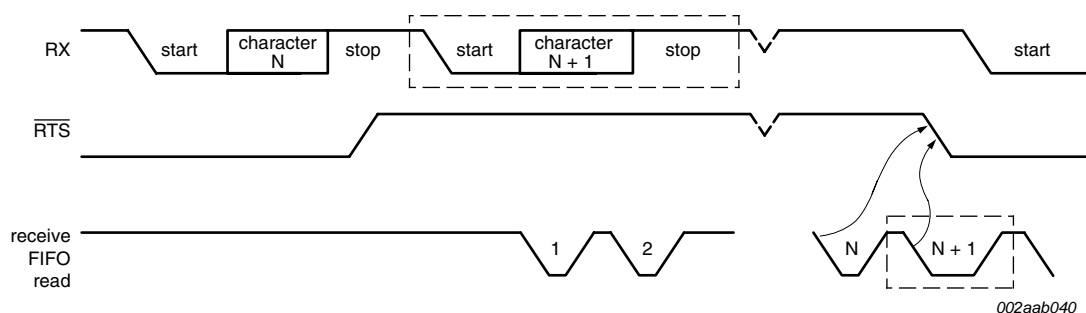 RX
start
character
N
stop
start
character
N + 1
stop
start
RTS
receive
FIFO
read
1
2
N
N + 1
002aab040